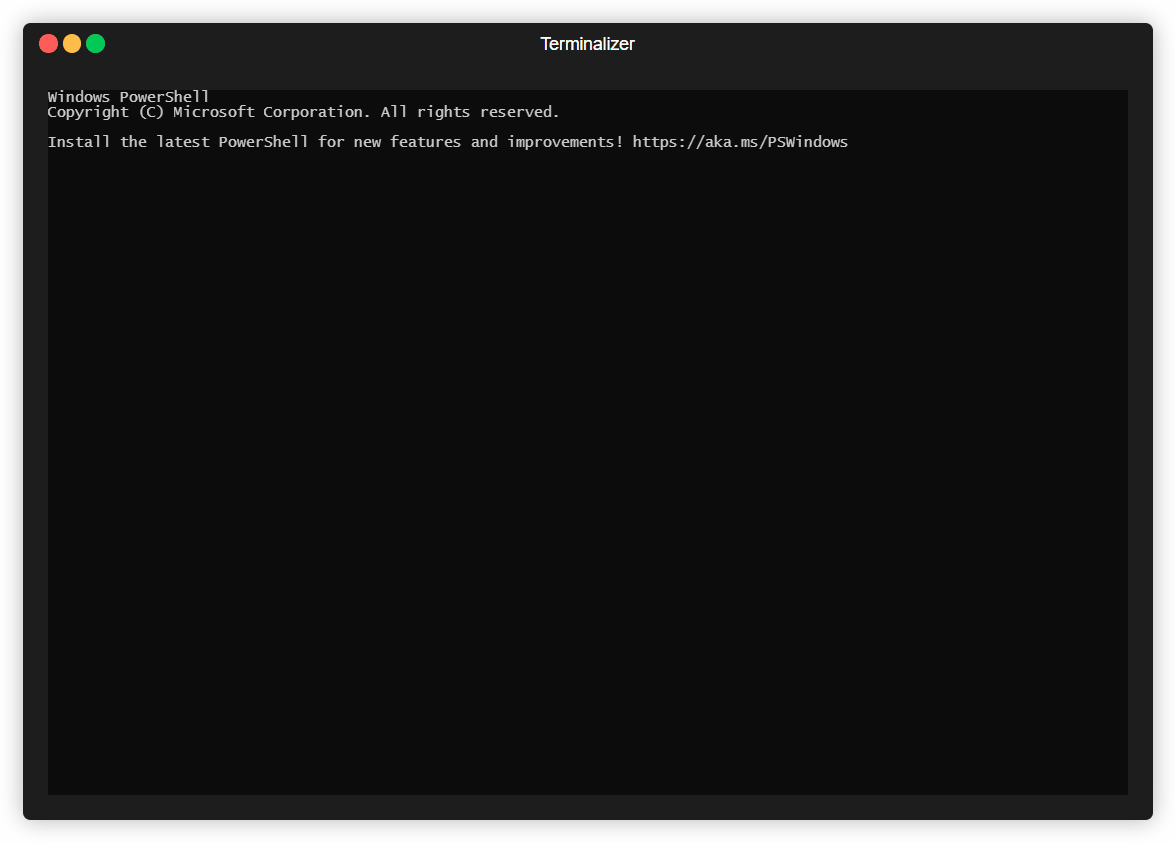 Terminalizer
Windows PowerShell
Copyright (C) Microsoft Corporation. All rights reserved.
Install the latest PowerShell for new features and improvements! https://aka.ms/PSWindows